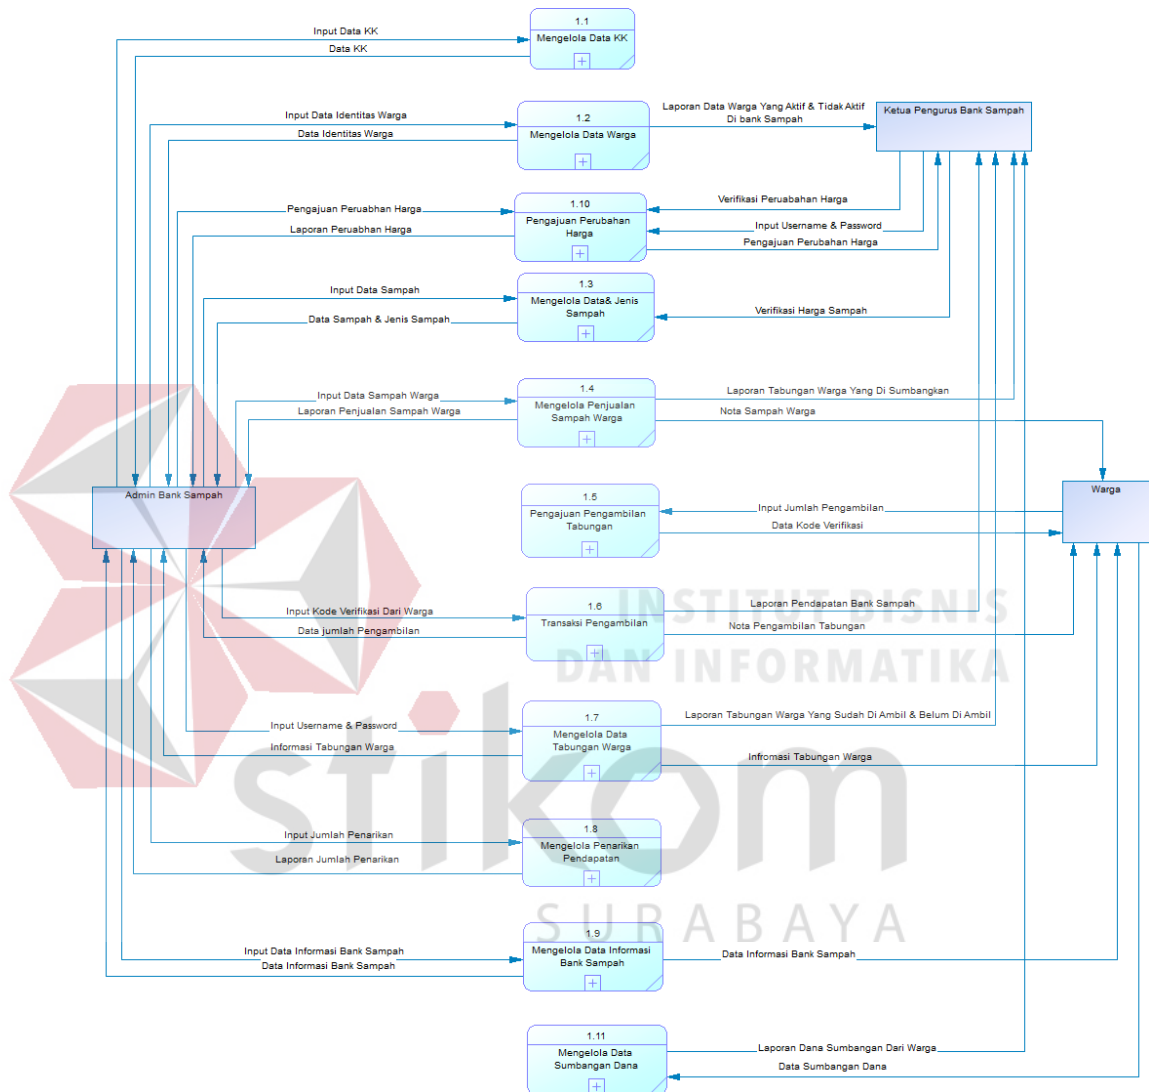 1.1
Input Data KK
Mengelola Data KK
Data KK
1.2
Input Data Identitas Warga
Data Identitas Warga
Mengelola Data Warga
Laporan Data Warga Yang Aktif & Tidak Aktif
Di bank Sampah
Ketua Pengurus Bank Sampah
1.10
Pengajuan Perubahan
Harga
Pengajuan Peruabhan Harga
Laporan Peruabhan Harga
Verifikasi Peruabahan Harga
Input Username & Password
Pengajuan Perubahan Harga
1.3
Mengelola Data& Jenis
Sampah
Input Data Sampah
Data Sampah & Jenis Sampah
Verifikasi Harga Sampah
1.4
Mengelola Penjualan
Sampah Warga
Input Data Sampah Warga
Laporan Penjualan Sampah Warga
Laporan Tabungan Warga Yang Di Sumbangkan
Nota Sampah Warga
Admin Bank Sampah
1.5
Pengajuan Pengambilan
Tabungan
Input Jumlah Pengambilan
Data Kode Verifikasi
Warga
1.6
Transaksi Pengambilan
Input Kode Verifikasi Dari Warga
Data jumlah Pengambilan
Laporan Pendapatan Bank Sampah
Nota Pengambilan Tabungan
INSTITUT BISNIS
DAN INFORMATIKA
1.7
Mengelola Data
Tabungan Warga
Input Username & Password
Informasi Tabungan Warga
Laporan Tabungan Warga Yang Sudah Di Ambil & Belum Di Ambil
Infromasi Tabungan Warga
stikom
1.8
Mengelola Penarikan
Pendapatan
Input Jumlah Penarikan
Laporan Jumlah Penarikan
SURABAYA
1.9
Mengelola Data Informasi
Bank Sampah
Input Data Informasi Bank Sampah
Data Informasi Bank Sampah
Data Informasi Bank Sampah
1.11
Mengelola Data
Sumbangan Dana
Laporan Dana Sumbangan Dari Warga
Data Sumbangan Dana